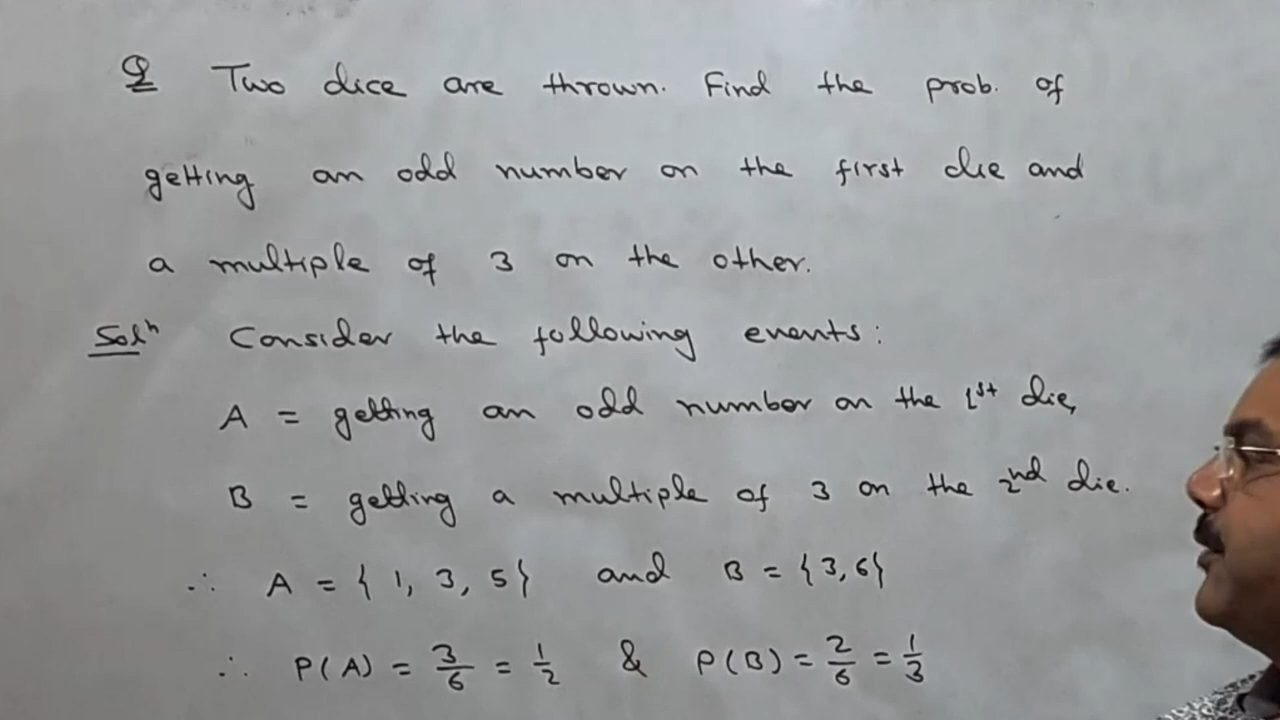 Q Two dice are thrown. Find the prob. of
getting an odd number on the first die and
a multiple of 3 on the other.
Solⁿ Consider the following events:
A = getting an odd number on the 1st die,
B = getting a multiple of 3 on the 2nd die.
∴ A = {1, 3, 5} and B = {3, 6}
∴ P(A) = 3/6 = 1/2 & P(B) = 2/6 = 1/3